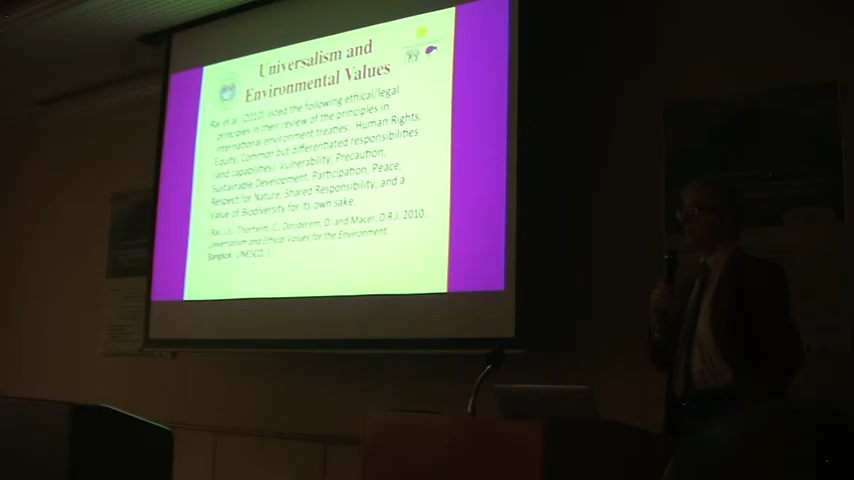 Universalism and
Environmental Values
Rai et al. (2010) listed the following ethical/legal
principles in their review of the principles in
international environment treaties: Human Rights,
Equity, Common but differentiated responsibilities
(and capabilities), Vulnerability, Precaution,
Sustainable Development, Participation, Peace,
Respect for Nature, Shared Responsibility, and a
Value of Biodiversity for its own sake.
Rai, J.S., Thorheim, C., Dorjderem, D. and Macer, D.R.J. 2010.
Universalism and Ethical Values for the Environment.
Bangkok: UNESCO.